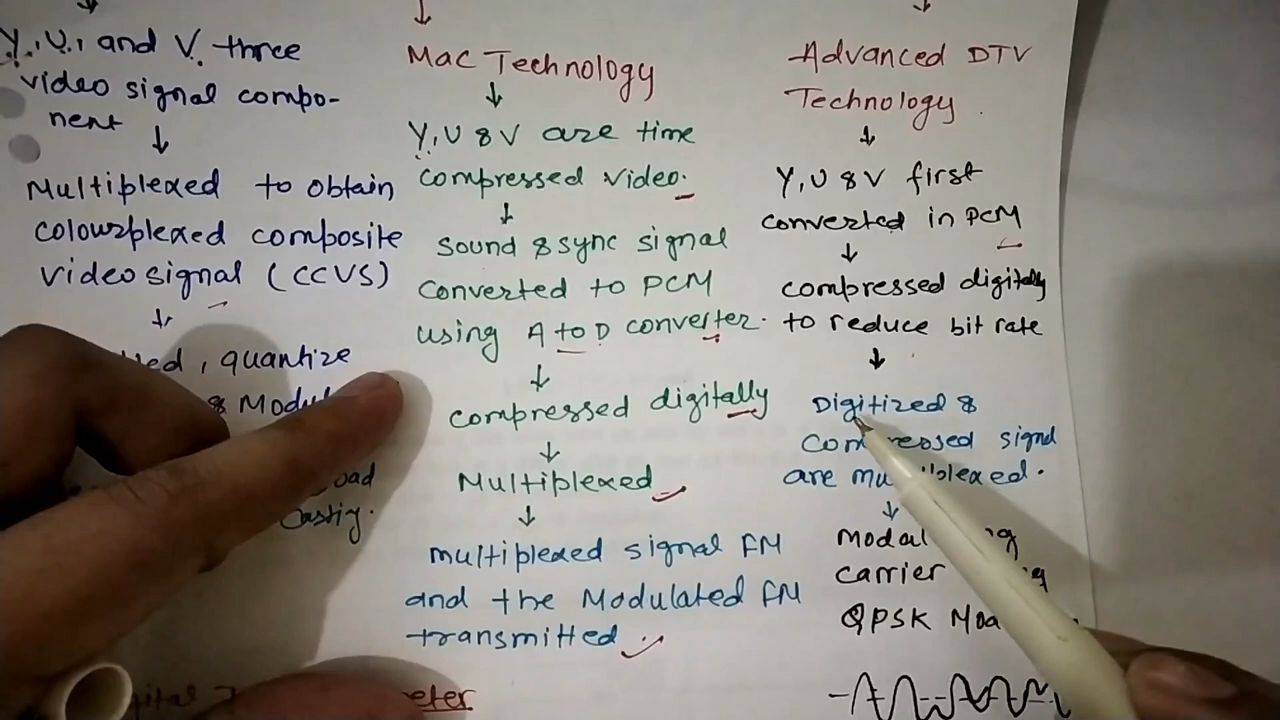 Y, U, and V three
video signal compo-
nent
Multiplexed to obtain
colourplexed composite
video signal (CCVS)
, quantize
&
Casting.
Mac Technology
Y, U & V are time
compressed video.
Sound & sync signal
converted to PCM
using A to D converter.
compressed digitally
Multiplexed
multiplexed signal FM
and the Modulated FM
transmitted
Advanced DTV
Technology
Y, U & V first
converted in PCM
compressed digitally
to reduce bit rate
Digitized &
signal
are
carrier
QPSK